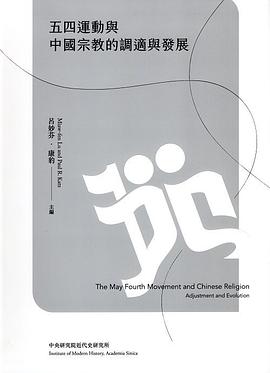 五四運動與
中國宗教的調適與發展
呂妙芬・康豹
Miaw-fen Lu and Paul R. Katz
主編
The May Fourth Movement and Chinese Religion
Adjustment and Evolution
中央研究院近代史研究所
Institute of Modern History, Academia Sinica